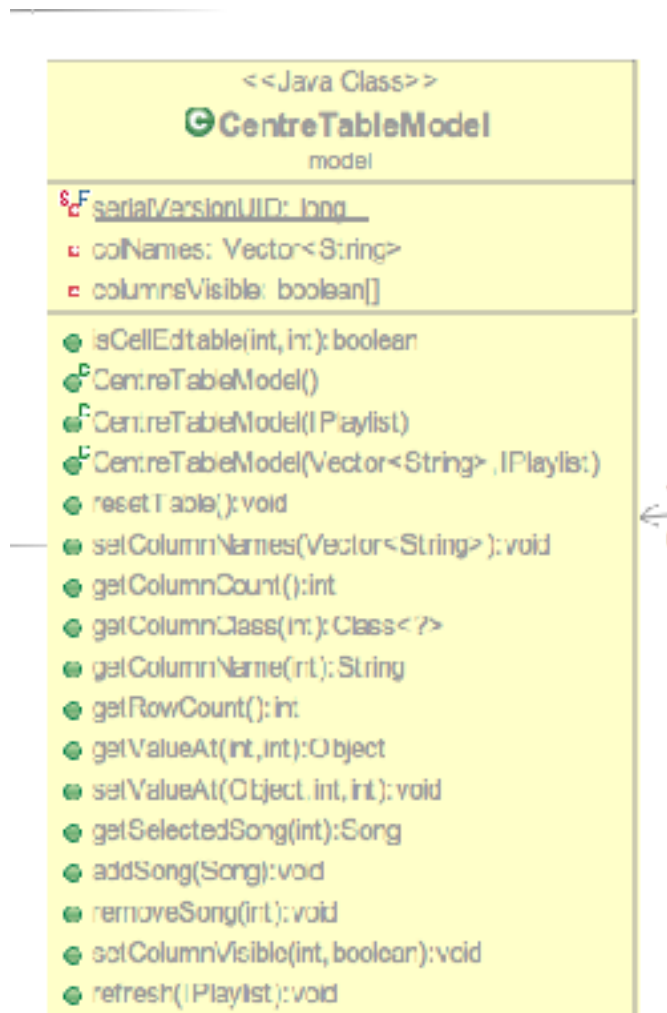 <<Java Class>>
CentreTableModel
model
serialVersionUID: long
colNames: Vector<String>
columnsVisible: boolean[]
isCellEditable(int,int):boolean
CentreTableModel()
CentreTableModel(IPlaylist)
CentreTableModel(Vector<String>,IPlaylist)
resetTable():void
setColumnNames(Vector<String>):void
getColumnCount():int
getColumnClass(int):Class<?>
getColumnName(int):String
getRowCount():int
getValueAt(int,int):Object
setValueAt(Object,int,int):void
getSelectedSong(int):Song
addSong(Song):void
removeSong(int):void
setColumnVisible(int,boolean):void
refresh(IPlaylist):void